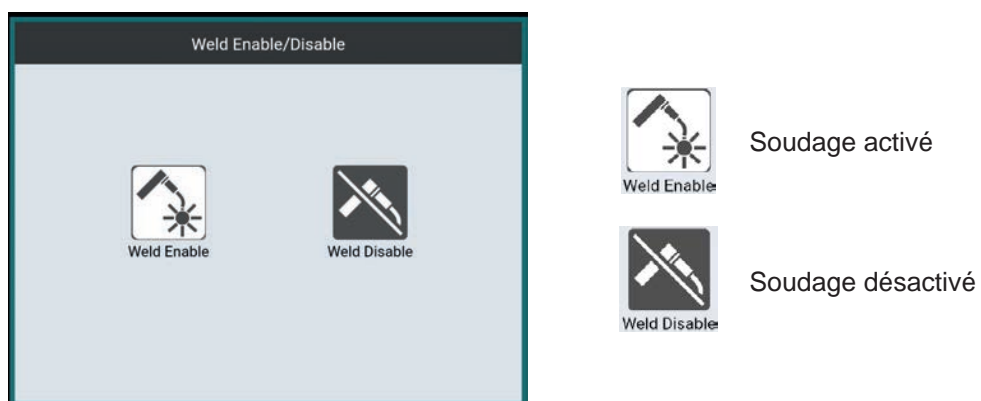 Weld Enable/Disable
Weld Enable
Weld Disable
Weld Enable
Soudage activé
Weld Disable
Soudage désactivé